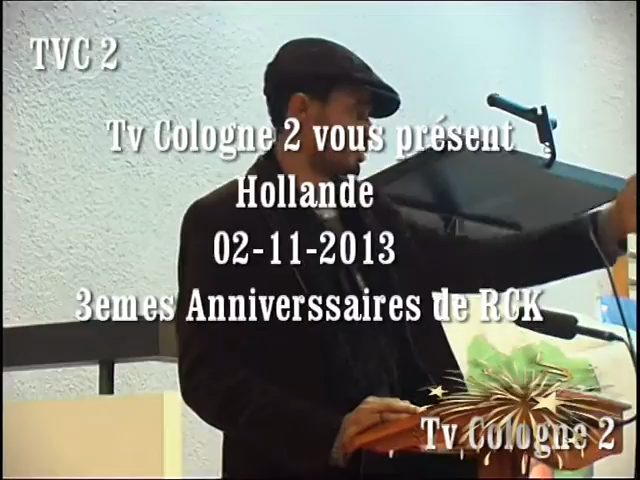 TVC 2
Tv Cologne 2 vous présent
Hollande
02-11-2013
3emes Anniverssaires de RCK
Tv Cologne 2